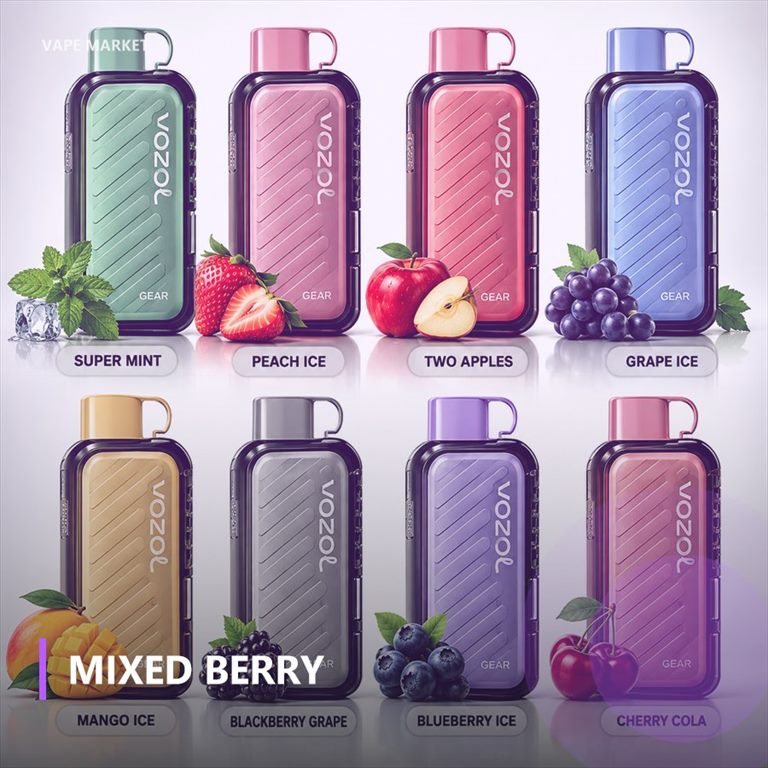 VAPE MARKET
VOZOL
GEAR
VOZOL
GEAR
VOZOL
GEAR
VOZOL
GEAR
SUPER MINT
PEACH ICE
TWO APPLES
GRAPE ICE
VOZOL
GEAR
VOZOL
VOZOL
GEAR
VOZOL
GEAR
MIXED BERRY
MANGO ICE
BLACKBERRY GRAPE
BLUEBERRY ICE
CHERRY COLA